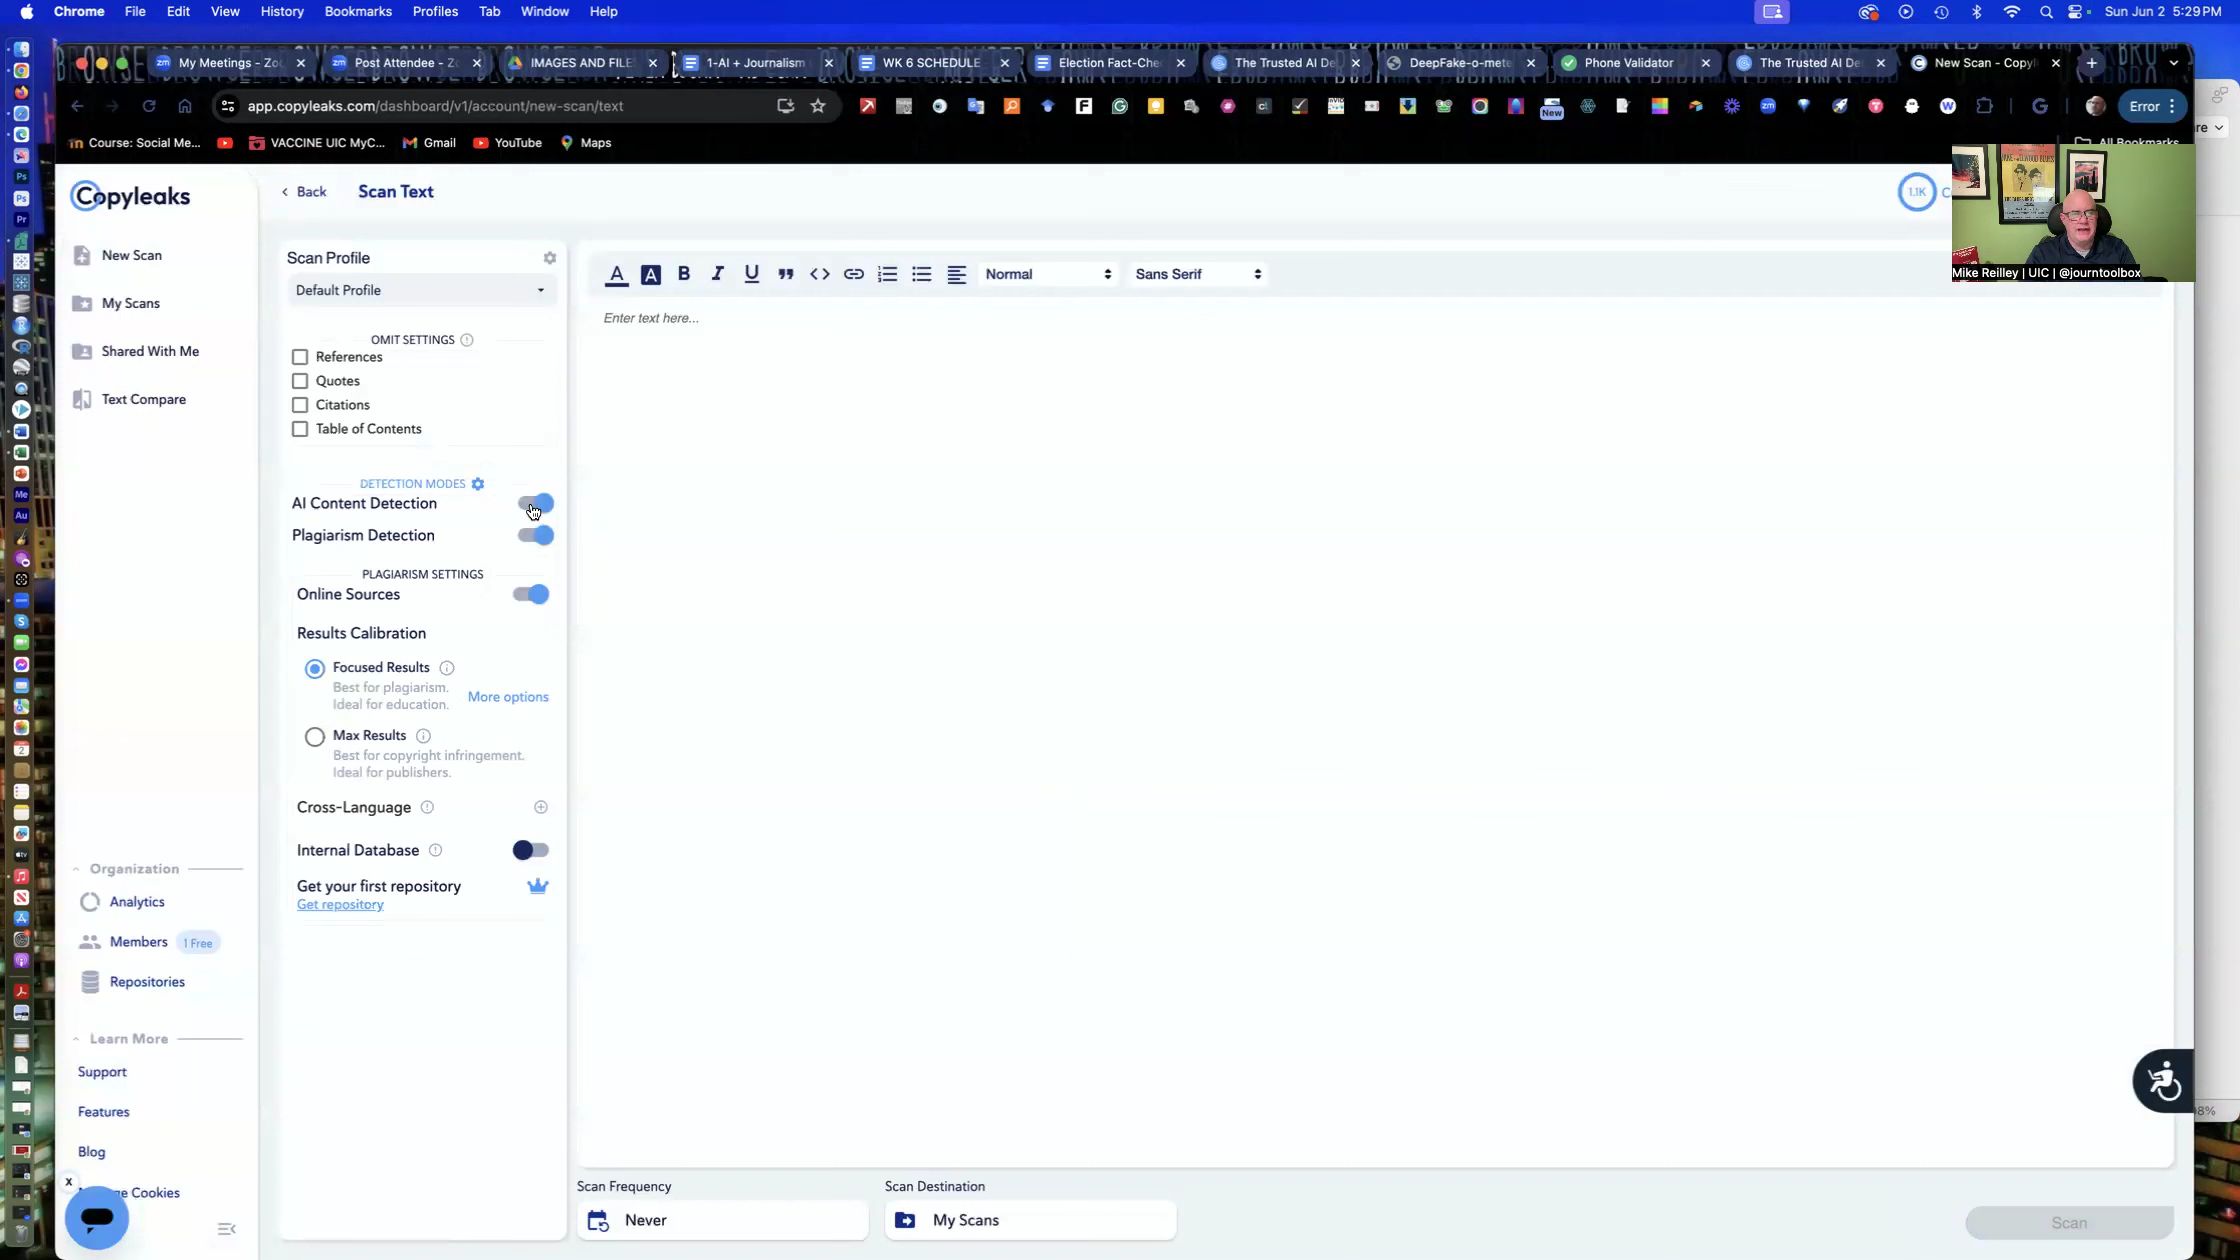 Chrome File Edit View History Bookmarks Profiles Tab Window Help Sun Jun 2 5:29 PM
My Meetings - Zoo Post Attendee - Zo IMAGES AND FILE 1-AI + Journalism WK 6 SCHEDULE Election Fact-Che The Trusted AI De DeepFake-o-mete Phone Validator The Trusted AI De New Scan - Copyl
app.copyleaks.com/dashboard/v1/account/new-scan/text New Error
Course: Social Me... VACCINE UIC MyC... Gmail YouTube Maps All Bookmarks
Copyleaks
Back Scan Text 1.1K
Mike Reilley | UIC | @journtoolbox
New Scan
My Scans
Shared With Me
Text Compare
Organization
Analytics
Members 1 Free
Repositories
Learn More
Support
Features
Blog
x
Cookies
Scan Profile
Default Profile
OMIT SETTINGS
References
Quotes
Citations
Table of Contents
DETECTION MODES
AI Content Detection
Plagiarism Detection
PLAGIARISM SETTINGS
Online Sources
Results Calibration
Focused Results
Best for plagiarism.
Ideal for education.
More options
Max Results
Best for copyright infringement.
Ideal for publishers.
Cross-Language
Internal Database
Get your first repository
Get repository
A A B I U Normal Sans Serif
Enter text here...
Scan Frequency Scan Destination
Never My Scans
Scan